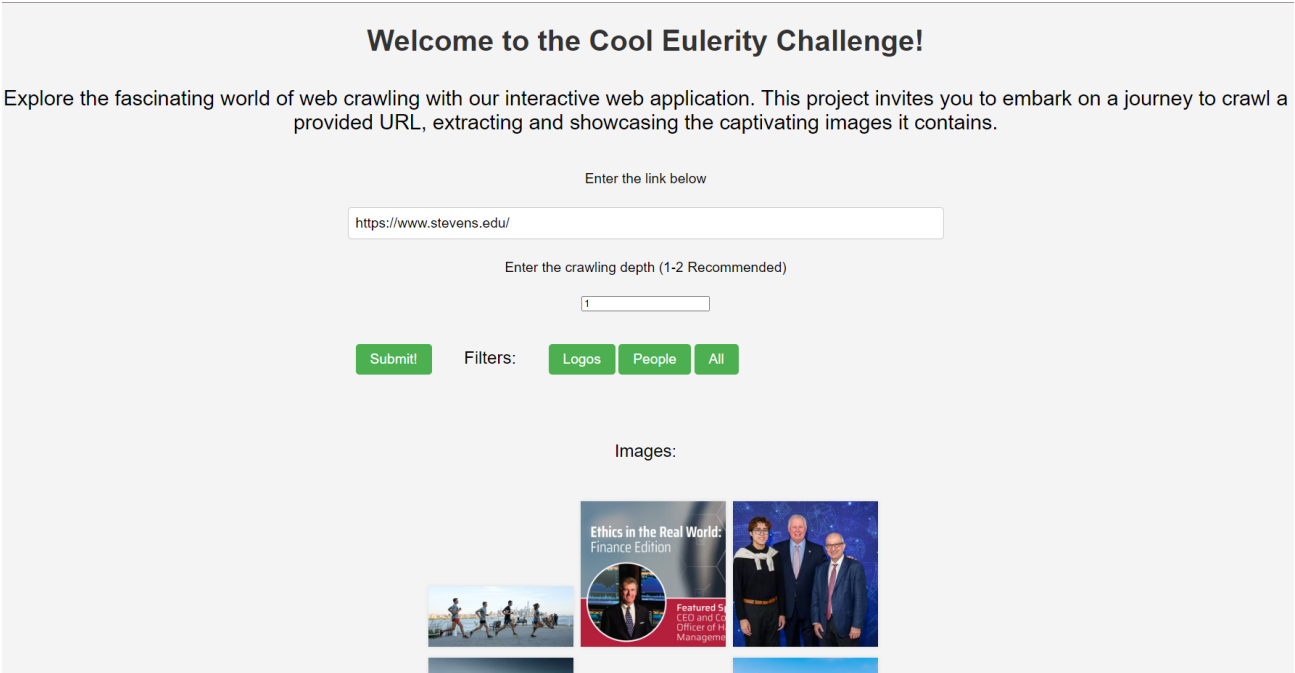 Welcome to the Cool Eulerity Challenge!
Explore the fascinating world of web crawling with our interactive web application. This project invites you to embark on a journey to crawl a
provided URL, extracting and showcasing the captivating images it contains.
Enter the link below
https://www.stevens.edu/
Enter the crawling depth (1-2 Recommended)
1
Submit! Filters: Logos People All
Images:
Ethics in the Real World:
Finance Edition
Featured
CEO and
Officer of